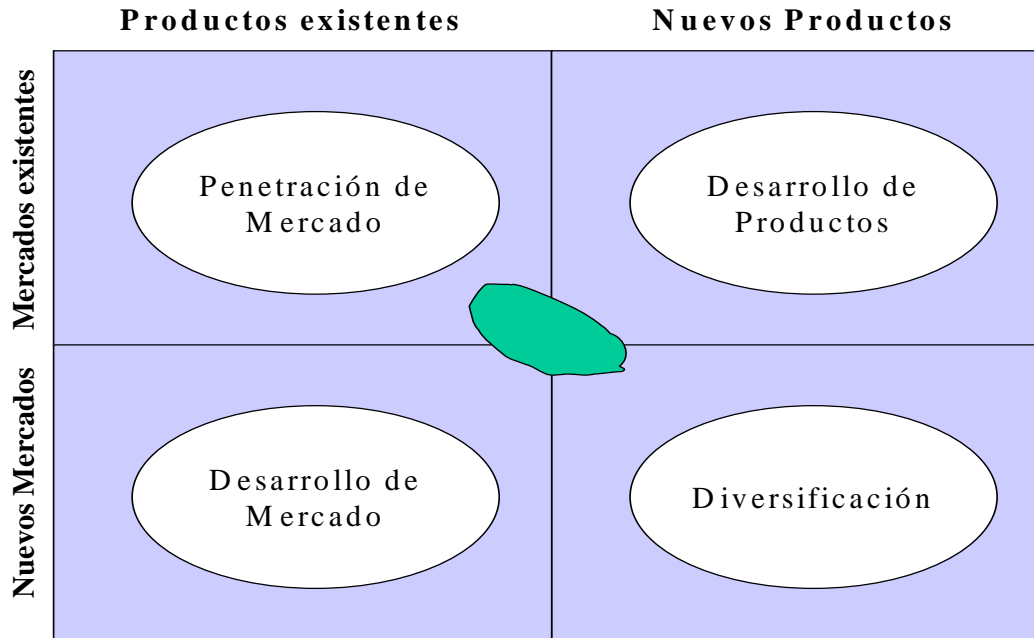 Productos existentes
Nuevos Productos
Mercados existentes
Penetración de
Mercado
Desarrollo de
Productos
Nuevos Mercados
Desarrollo de
Mercado
Diversificación